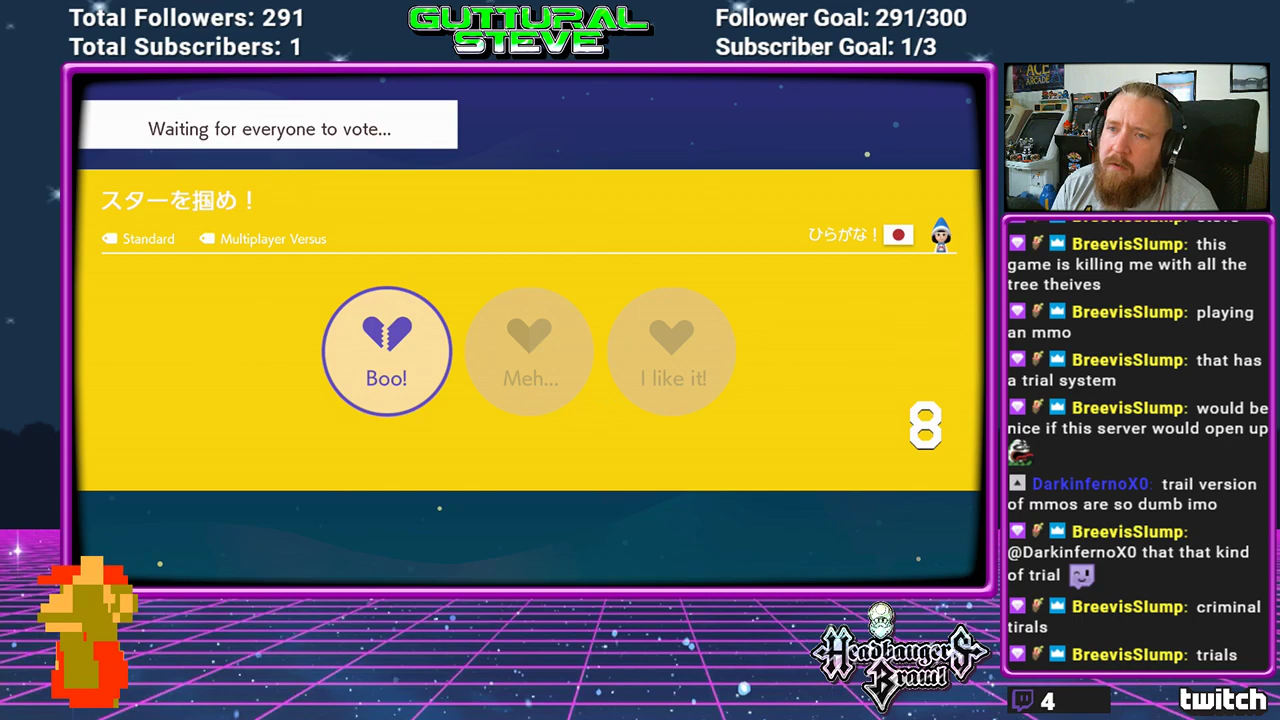 Total Followers: 291
Total Subscribers: 1
GUTTURAL
STEVE
Follower Goal: 291/300
Subscriber Goal: 1/3
Waiting for everyone to vote...
スターを掴め！
Standard
Multiplayer Versus
ひらがな！
Boo!
Meh...
I like it!
8
ACE
ARCADE
BreevisSlump: this
game is killing me with all the
tree theives
BreevisSlump: playing
an mmo
BreevisSlump: that has
a trial system
BreevisSlump: would be
nice if this server would open up
DarkinfernoX0: trail version
of mmos are so dumb imo
BreevisSlump:
@DarkinfernoX0 that that kind
of trial
BreevisSlump: criminal
tirals
BreevisSlump: trials
Headbangers
Brawl
4
twitch